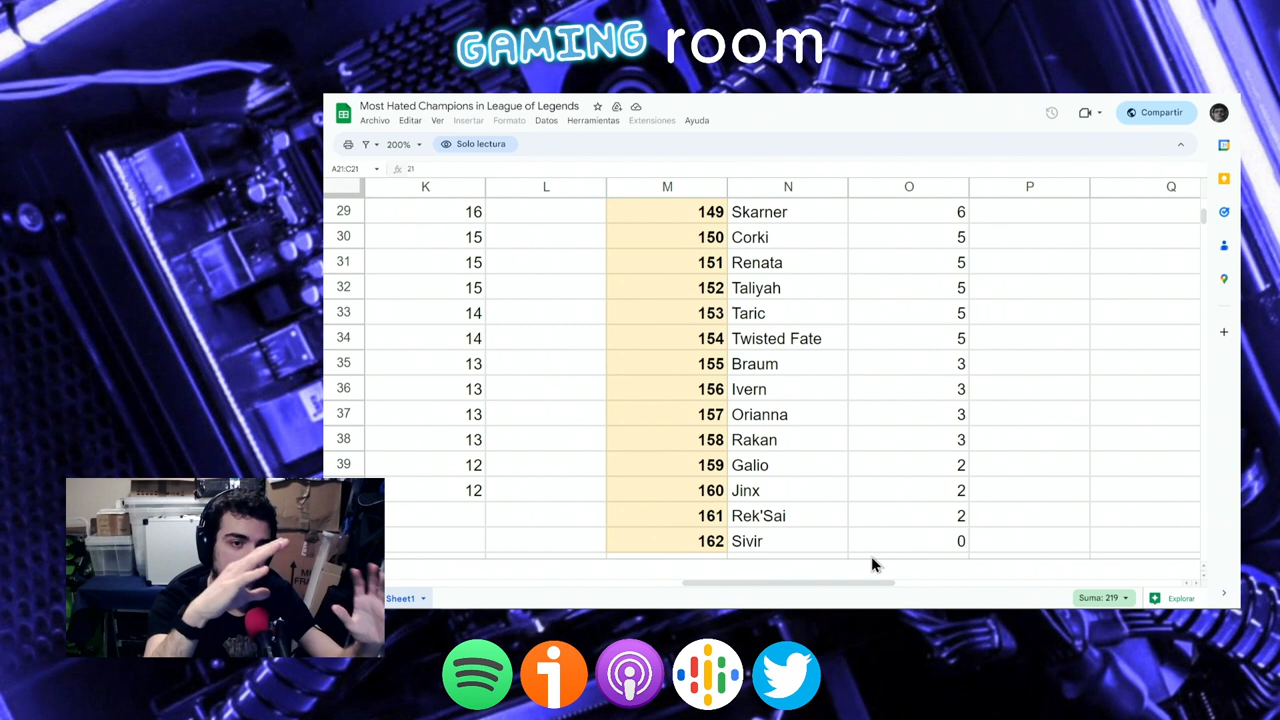 GAMING room
Most Hated Champions in League of Legends
Archivo Editar Ver Insertar Formato Datos Herramientas Extensiones Ayuda
Compartir
200% Solo lectura
A21:C21 fx 21
K L M N O P Q
29 16 149 Skarner 6
30 15 150 Corki 5
31 15 151 Renata 5
32 15 152 Taliyah 5
33 14 153 Taric 5
34 14 154 Twisted Fate 5
35 13 155 Braum 3
36 13 156 Ivern 3
37 13 157 Orianna 3
38 13 158 Rakan 3
39 12 159 Galio 2
12 160 Jinx 2
161 Rek'Sai 2
162 Sivir 0
Sheet1 Suma: 219 Explorar